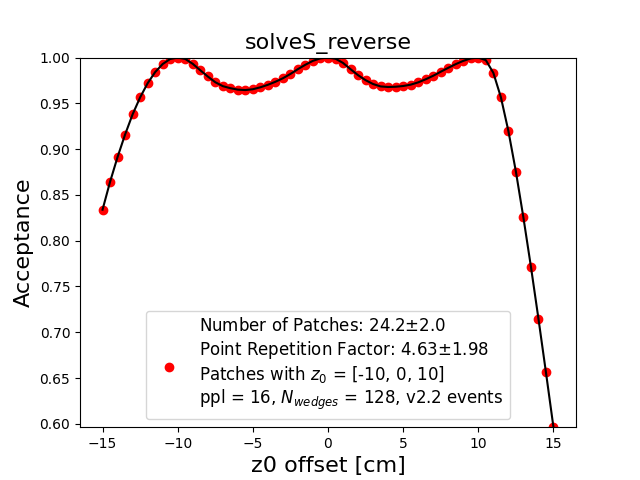 solveS_reverse
Acceptance
1.00
0.95
0.90
0.85
0.80
0.75
0.70
0.65
0.60
Number of Patches: 24.2±2.0
Point Repetition Factor: 4.63±1.98
Patches with z₀ = [-10, 0, 10]
ppl = 16, N_wedges = 128, v2.2 events
−15 −10 −5 0 5 10 15
z0 offset [cm]